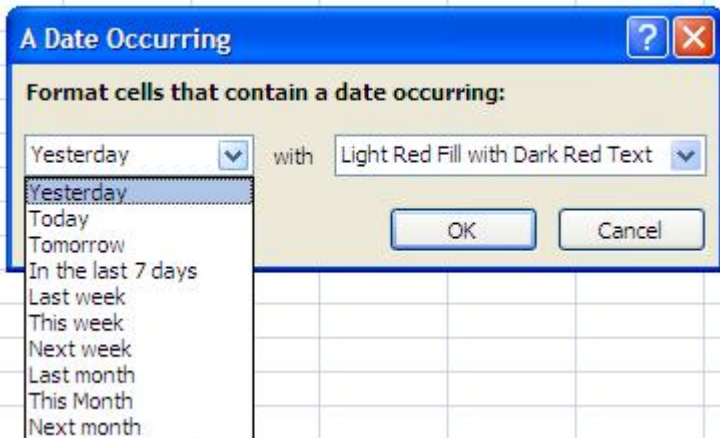 A Date Occurring
Format cells that contain a date occurring:
Yesterday with Light Red Fill with Dark Red Text
Yesterday
Today
Tomorrow
In the last 7 days
Last week
This week
Next week
Last month
This Month
Next month
OK Cancel